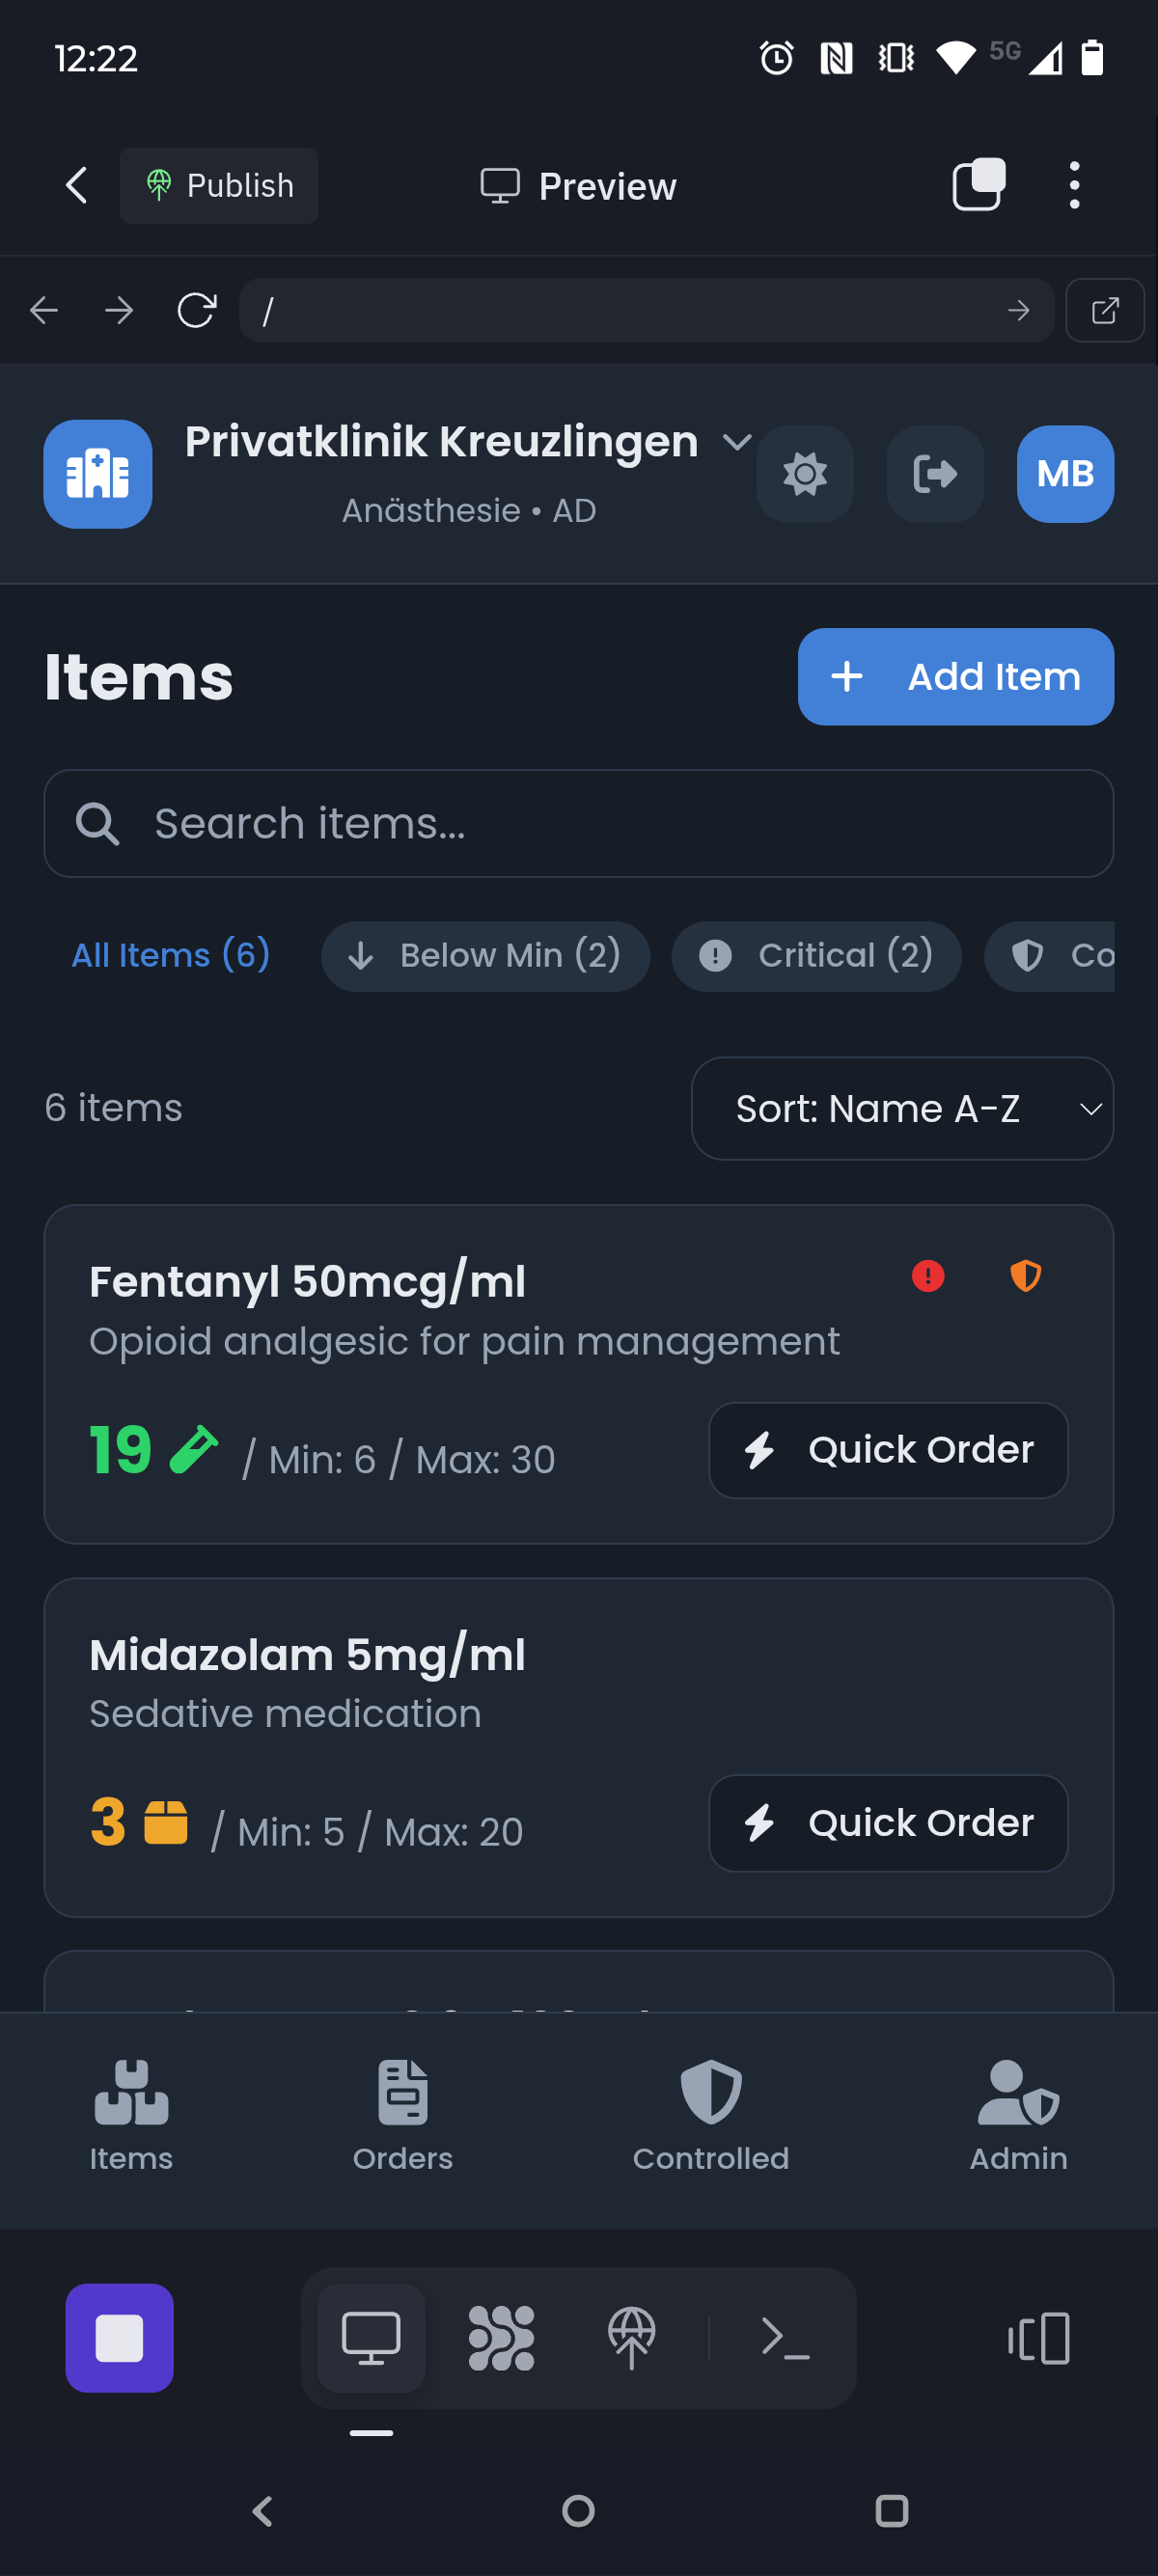 12:22
5G
Publish
Preview
/
Privatklinik Kreuzlingen
Anästhesie • AD
MB
Items
Add Item
Search items...
All Items (6)
Below Min (2)
Critical (2)
Co
6 items
Sort: Name A-Z
Fentanyl 50mcg/ml
Opioid analgesic for pain management
19 / Min: 6 / Max: 30
Quick Order
Midazolam 5mg/ml
Sedative medication
3 / Min: 5 / Max: 20
Quick Order
Items
Orders
Controlled
Admin